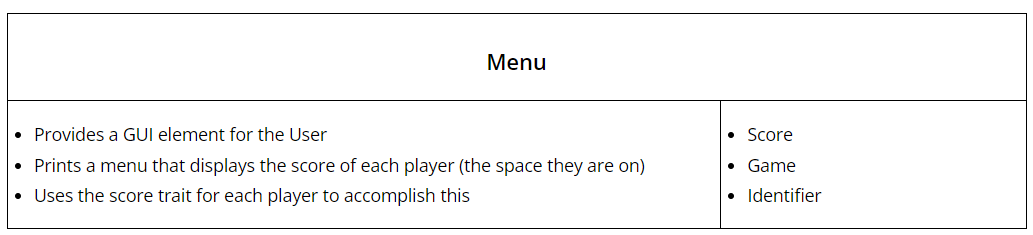 Menu
Provides a GUI element for the User
Prints a menu that displays the score of each player (the space they are on)
Uses the score trait for each player to accomplish this
Score
Game
Identifier